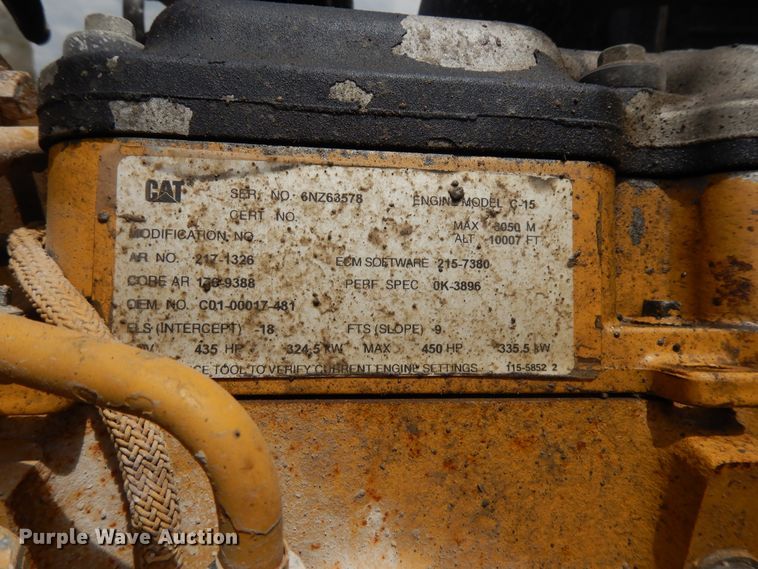 CAT SER. NO. 6NZ63578 ENGINE MODEL C-15
CERT NO. MAX 3050 M
MODIFICATION NO. ALT 10007 FT
AR NO. 217-1326 ECM SOFTWARE 215-7380
CORE AR 176-9388 PERF. SPEC 0K-3896
OEM NO. C01-00017-481
FLS (INTERCEPT) 18 FTS (SLOPE) 9
435 HP 324.5 kW MAX 450 HP 335.5 kW
TOOL TO VERIFY CURRENT ENGINE SETTINGS 115-5852 2
Purple Wave Auction